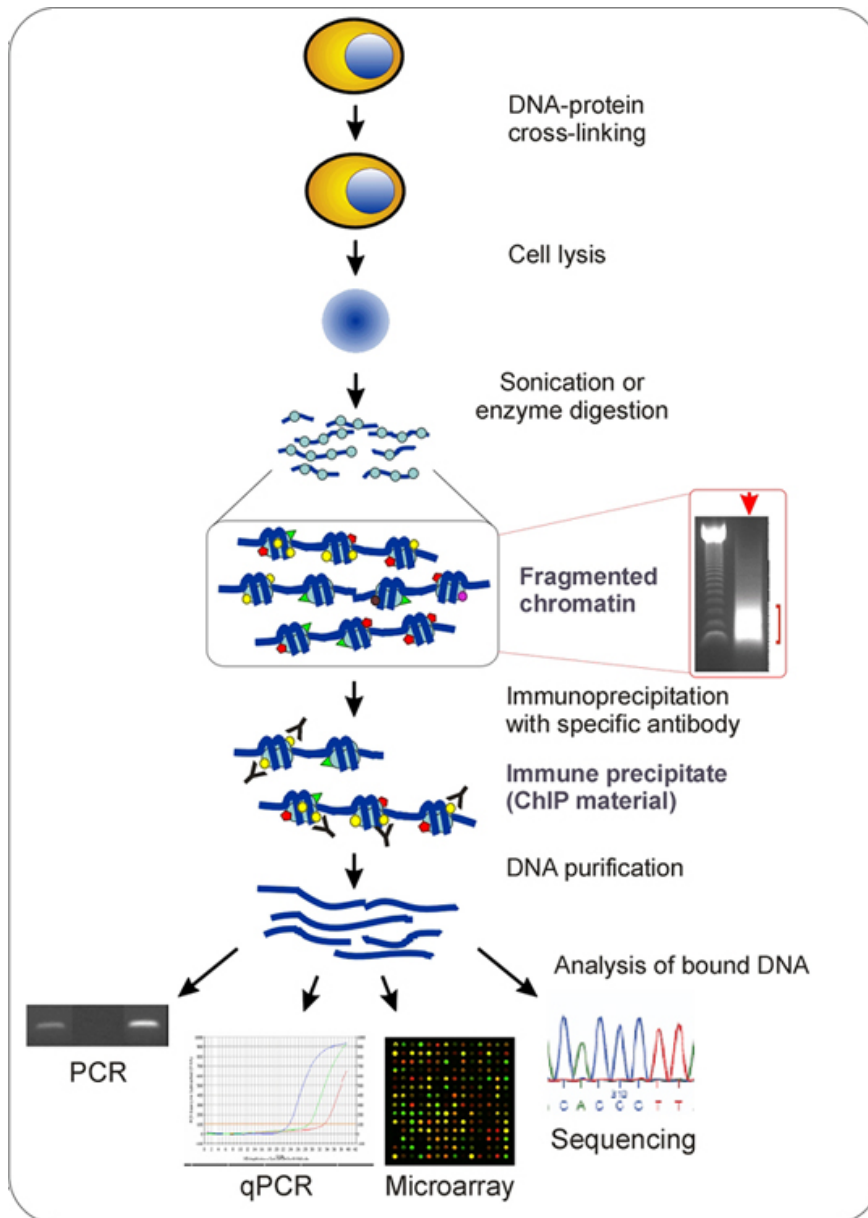 DNA-protein
cross-linking
Cell lysis
Sonication or
enzyme digestion
Fragmented
chromatin
Immunoprecipitation
with specific antibody
Immune precipitate
(ChIP material)
DNA purification
Analysis of bound DNA
PCR
qPCR
Microarray
C A C C C T T
Sequencing